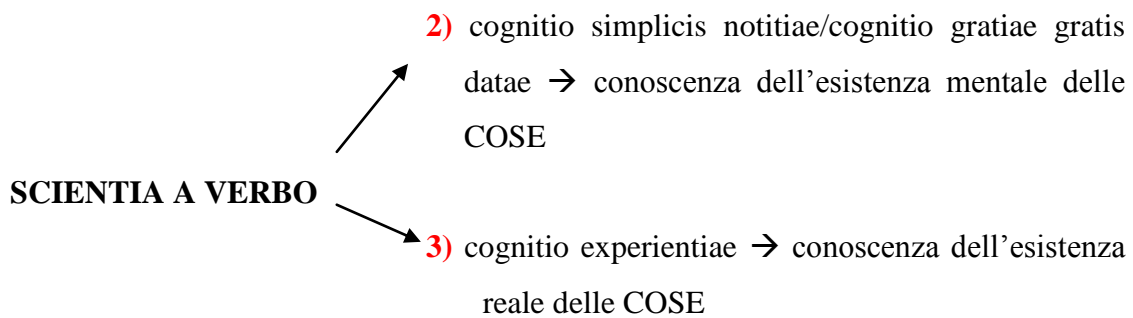 2) cognitio simplicis notitiae/cognitio gratiae gratis
datae → conoscenza dell’esistenza mentale delle
COSE
SCIENTIA A VERBO
3) cognitio experientiae → conoscenza dell’esistenza
reale delle COSE